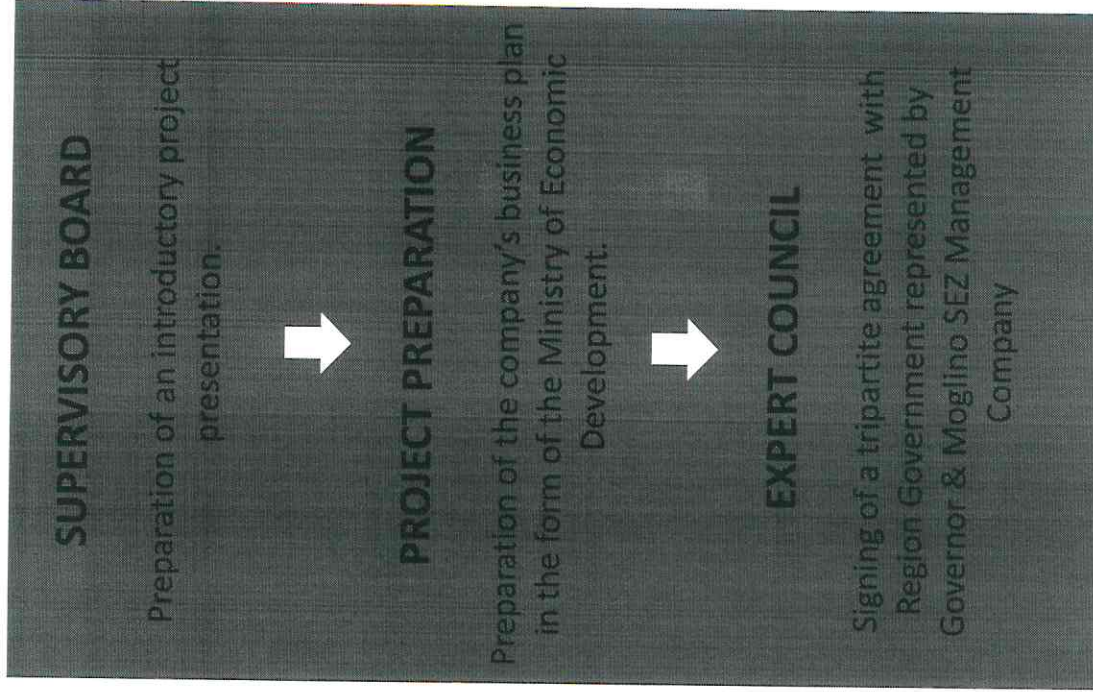 SUPERVISORY BOARD
Preparation of an introductory project
presentation.
PROJECT PREPARATION
Preparation of the company's business plan
in the form of the Ministry of Economic
Development.
EXPERT COUNCIL
Signing of a tripartite agreement with
Region Government represented by
Governor & Moglino SEZ Management
Company